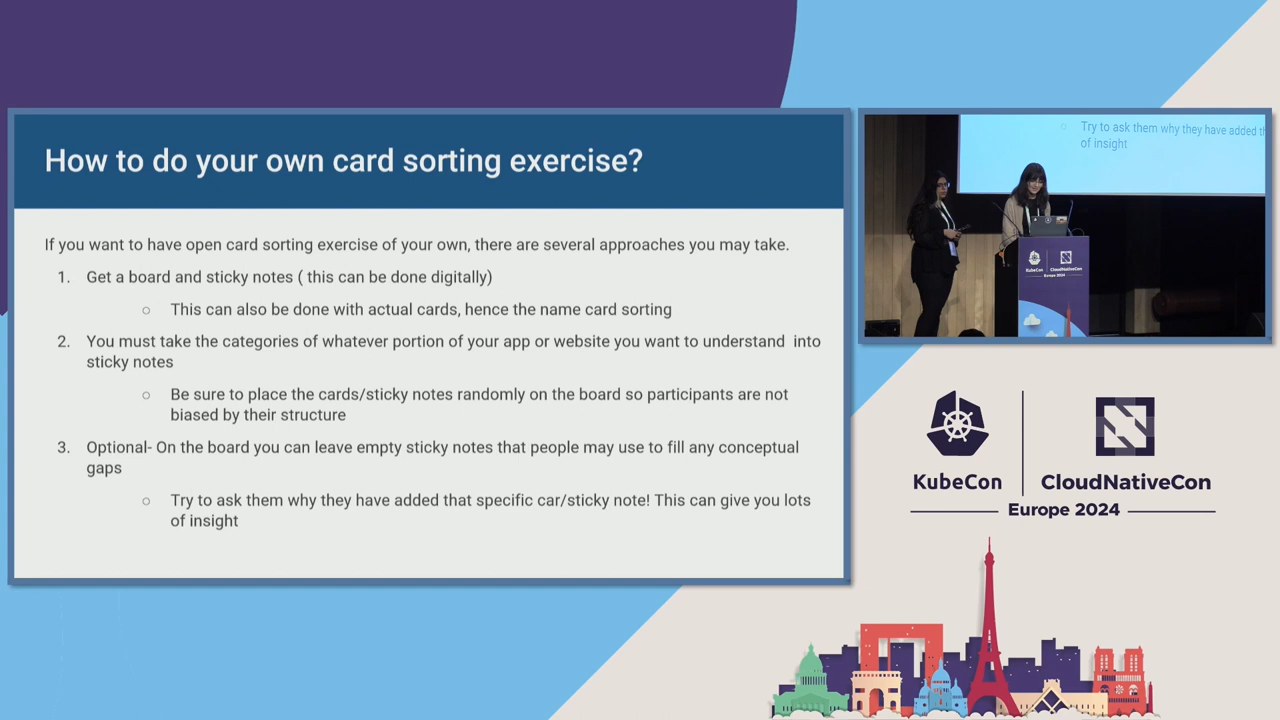 How to do your own card sorting exercise?
If you want to have open card sorting exercise of your own, there are several approaches you may take.
1. Get a board and sticky notes ( this can be done digitally)
○ This can also be done with actual cards, hence the name card sorting
2. You must take the categories of whatever portion of your app or website you want to understand into
sticky notes
○ Be sure to place the cards/sticky notes randomly on the board so participants are not
biased by their structure
3. Optional- On the board you can leave empty sticky notes that people may use to fill any conceptual
gaps
○ Try to ask them why they have added that specific car/sticky note! This can give you lots
of insight
○ Try to ask them why they have added th
of insight
KubeCon CloudNativeCon
Europe 2024
KubeCon CloudNativeCon
Europe 2024